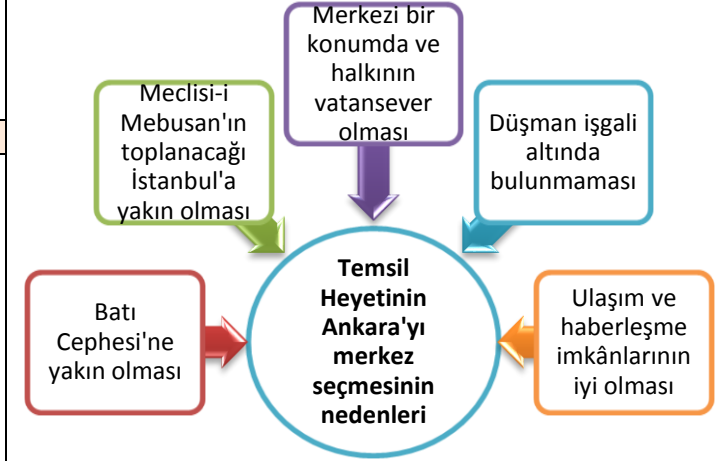 Batı
Cephesi'ne
yakın olması
Meclisi-i
Mebusan'ın
toplanacağı
İstanbul'a
yakın olması
Merkezi bir
konumda ve
halkının
vatansever
olması
Düşman işgali
altında
bulunmaması
Ulaşım ve
haberleşme
imkânlarının
iyi olması
Temsil
Heyetinin
Ankara'yı
merkez
seçmesinin
nedenleri